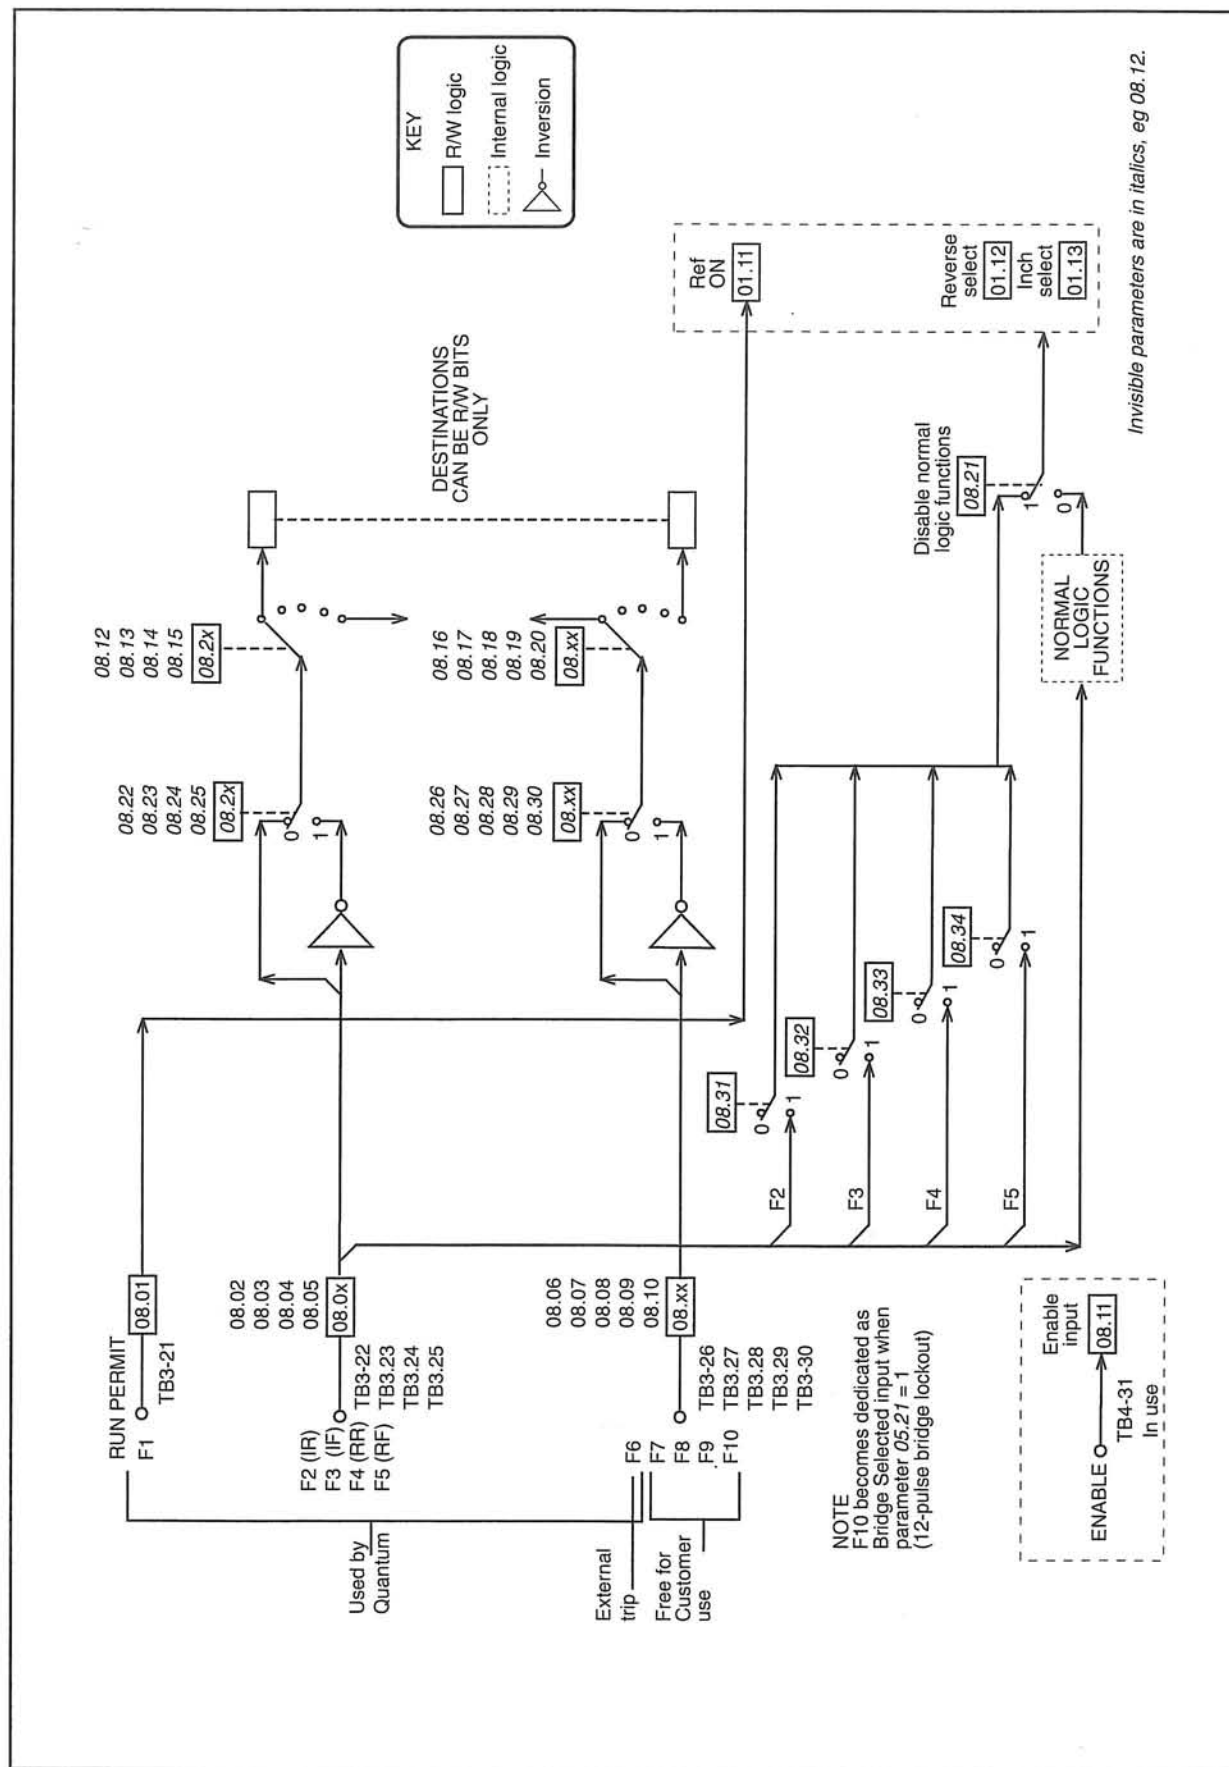 RUN PERMIT
F1
TB3-21
08.01
F2 (IR)
F3 (IF)
F4 (RR)
F5 (RF)
TB3-22
TB3.23
TB3.24
TB3.25
08.02
08.03
08.04
08.05
08.0x
Used by
Quantum
External
trip
Free for
Customer
use
F6
F7
F8
F9
F10
TB3-26
TB3.27
TB3.28
TB3.29
TB3-30
08.06
08.07
08.08
08.09
08.10
08.xx
NOTE
F10 becomes dedicated as
Bridge Selected input when
parameter 05.21 = 1
(12-pulse bridge lockout)
ENABLE
TB4-31
In use
Enable
input
08.11
F2
F3
F4
F5
0
1
08.31
0
1
08.32
0
1
08.33
0
1
08.34
08.22
08.23
08.24
08.25
08.2x
0
1
08.26
08.27
08.28
08.29
08.30
08.xx
0
1
08.12
08.13
08.14
08.15
08.2x
08.16
08.17
08.18
08.19
08.20
08.xx
DESTINATIONS
CAN BE R/W BITS
ONLY
NORMAL
LOGIC
FUNCTIONS
Disable normal
logic functions
08.21
1
0
Ref
ON
01.11
Reverse
select
01.12
Inch
select
01.13
KEY
R/W logic
Internal logic
Inversion
Invisible parameters are in italics, eg 08.12.